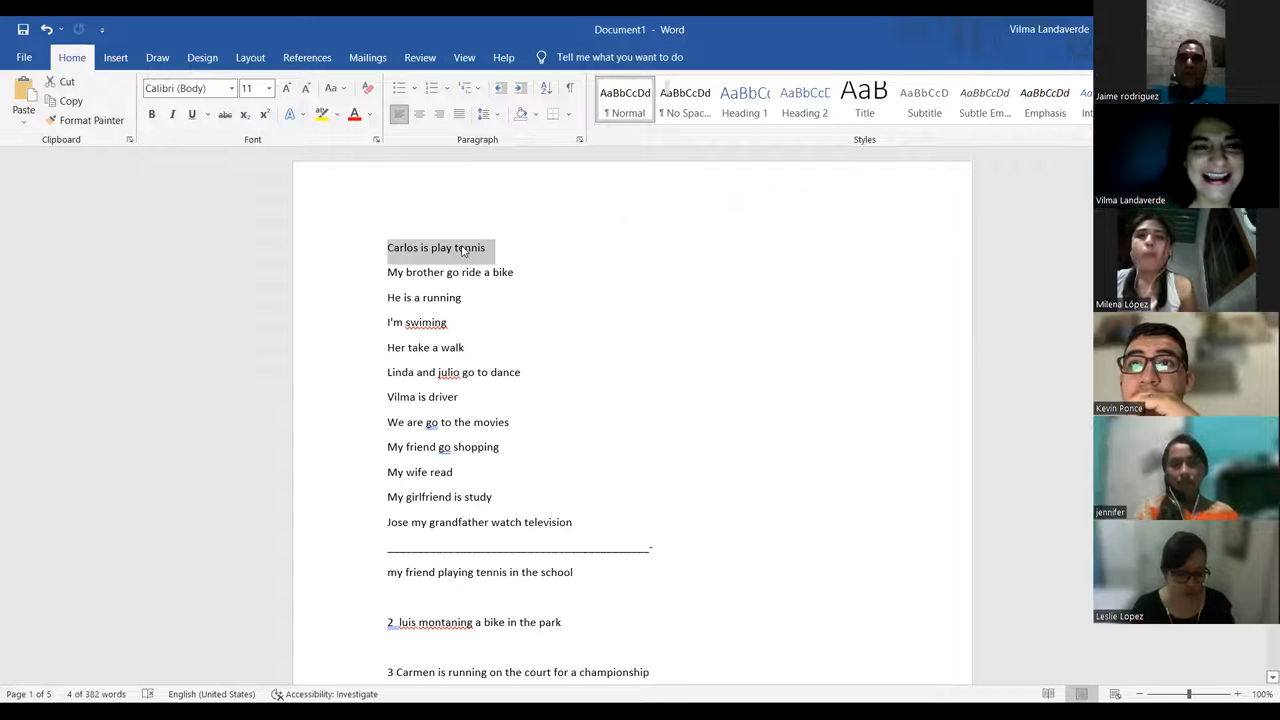 Document1 - Word
Vilma Landaverde
File Home Insert Draw Design Layout References Mailings Review View Help Tell me what you want to do
Paste
Cut
Copy
Format Painter
Clipboard
Calibri (Body) 11
Font
Paragraph
AaBbCcDd AaBbCcDd AaBbCc AaBbCcE AaB AaBbCcD AaBbCcDd AaBbCcDd
¶ Normal ¶ No Spac... Heading 1 Heading 2 Title Subtitle Subtle Em... Emphasis
Styles
Carlos is play tennis
My brother go ride a bike
He is a running
I'm swiming
Her take a walk
Linda and julio go to dance
Vilma is driver
We are go to the movies
My friend go shopping
My wife read
My girlfriend is study
Jose my grandfather watch television
my friend playing tennis in the school
2 luis montaning a bike in the park
3 Carmen is running on the court for a championship
Page 1 of 5 4 of 382 words English (United States) Accessibility: Investigate 100%
Jaime rodriguez
Vilma Landaverde
Milena López
Kevin Ponce
jennifer
Leslie Lopez